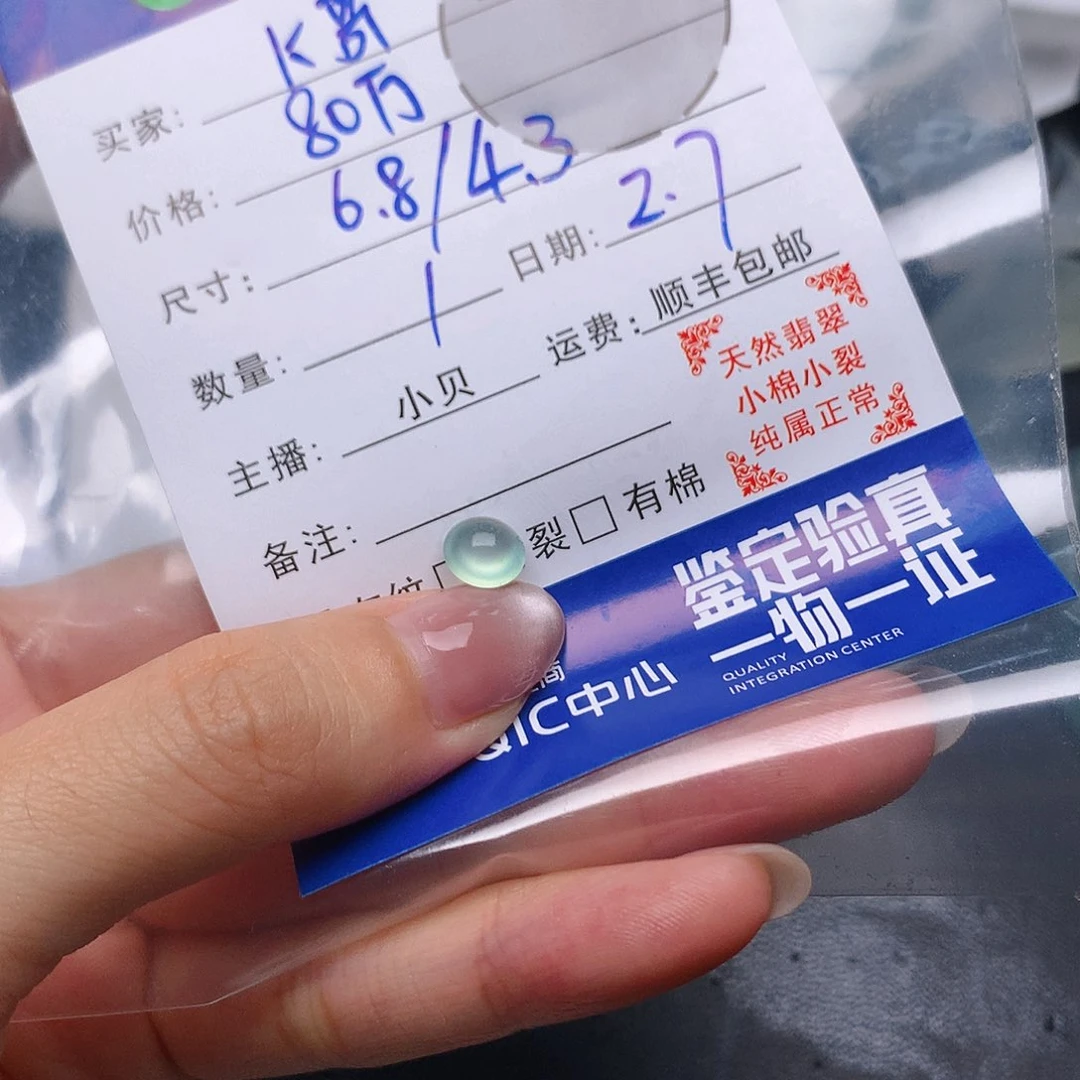 买家: K哥
价格: 80万
尺寸: 6.8/4.3
日期: 2.7
数量: 1
运费: 顺丰包邮
主播: 小贝
备注:
天然翡翠
小棉小裂
纯属正常
纹□ 裂□有棉
鉴定验真
一物一证
QUALITY
INTEGRATION CENTER
QIC中心